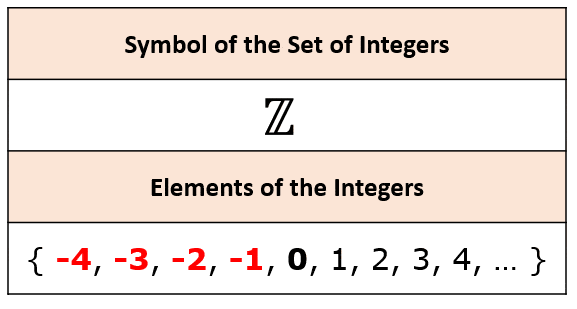 Symbol of the Set of Integers
ℤ
Elements of the Integers
{ -4, -3, -2, -1, 0, 1, 2, 3, 4, ... }